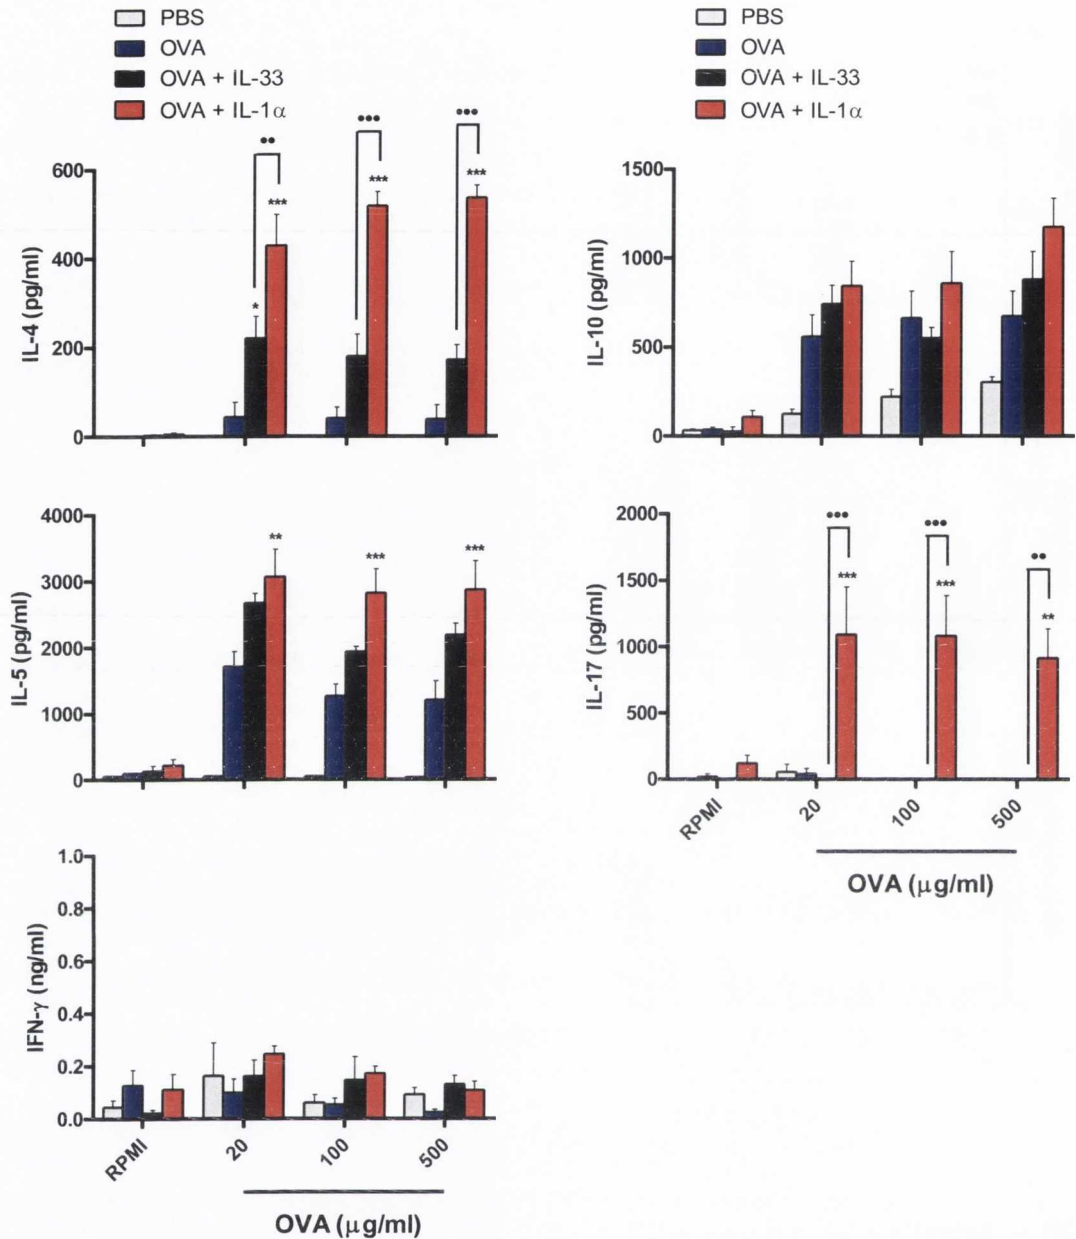 PBS
OVA
OVA + IL-33
OVA + IL-1α
PBS
OVA
OVA + IL-33
OVA + IL-1α
IL-4 (pg/ml)
600
400
200
0
••
•••
•••
*
***
***
***
IL-10 (pg/ml)
1500
1000
500
0
IL-5 (pg/ml)
4000
3000
2000
1000
0
**
***
***
IL-17 (pg/ml)
2000
1500
1000
500
0
•••
•••
••
***
***
**
RPMI
20
100
500
OVA (μg/ml)
IFN-γ (ng/ml)
1.0
0.8
0.6
0.4
0.2
0.0
RPMI
20
100
500
OVA (μg/ml)